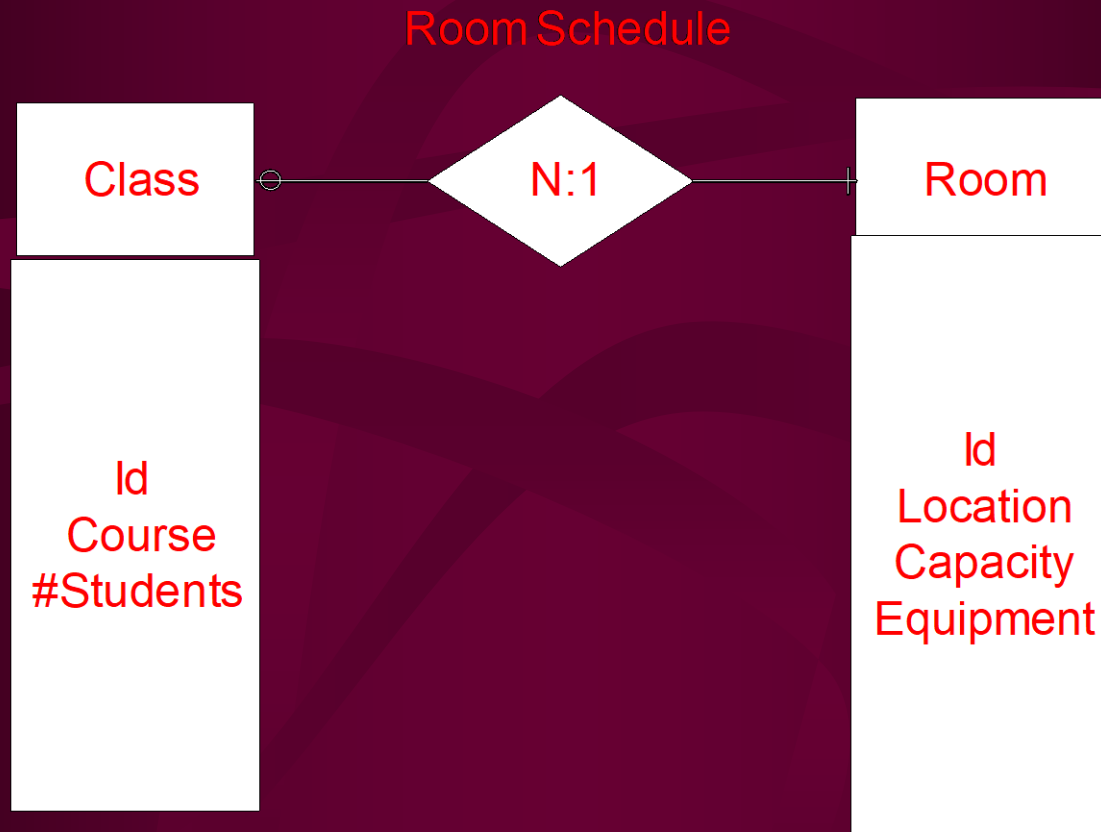 Room Schedule
Class
N:1
Room
Id
Course
#Students
Id
Location
Capacity
Equipment